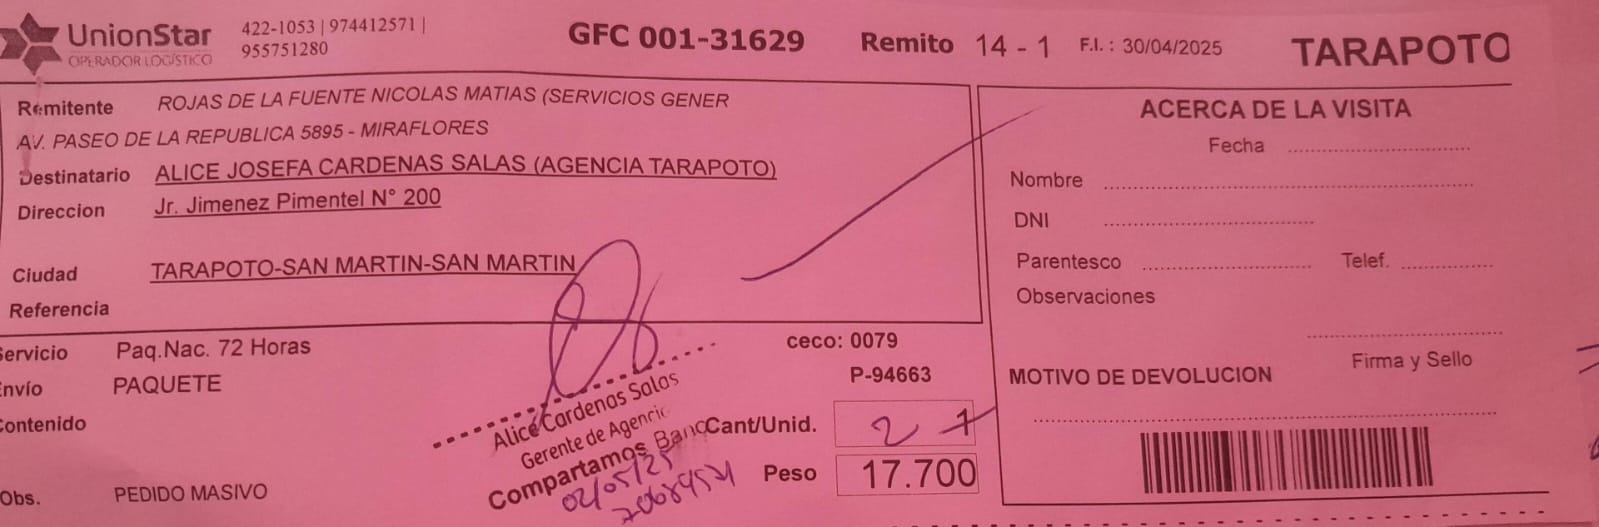 UnionStar
OPERADOR LOGÍSTICO
422-1053 | 974412571 |
955751280
GFC 001-31629
Remito 14 - 1
F.I. : 30/04/2025
TARAPOTO
Remitente ROJAS DE LA FUENTE NICOLAS MATIAS (SERVICIOS GENER
AV. PASEO DE LA REPUBLICA 5895 - MIRAFLORES
Destinatario ALICE JOSEFA CARDENAS SALAS (AGENCIA TARAPOTO)
Direccion Jr. Jimenez Pimentel N° 200
Ciudad TARAPOTO-SAN MARTIN-SAN MARTIN
Referencia
Servicio Paq.Nac. 72 Horas
Envío PAQUETE
Contenido
Obs. PEDIDO MASIVO
Alice Cardenas Salas
Gerente de Agencia
Compartamos Banco
02/05/25
ceco: 0079
P-94663
Cant/Unid. 2 1
Peso 17.700
ACERCA DE LA VISITA
Fecha
Nombre
DNI
Parentesco Telef.
Observaciones
Firma y Sello
MOTIVO DE DEVOLUCION